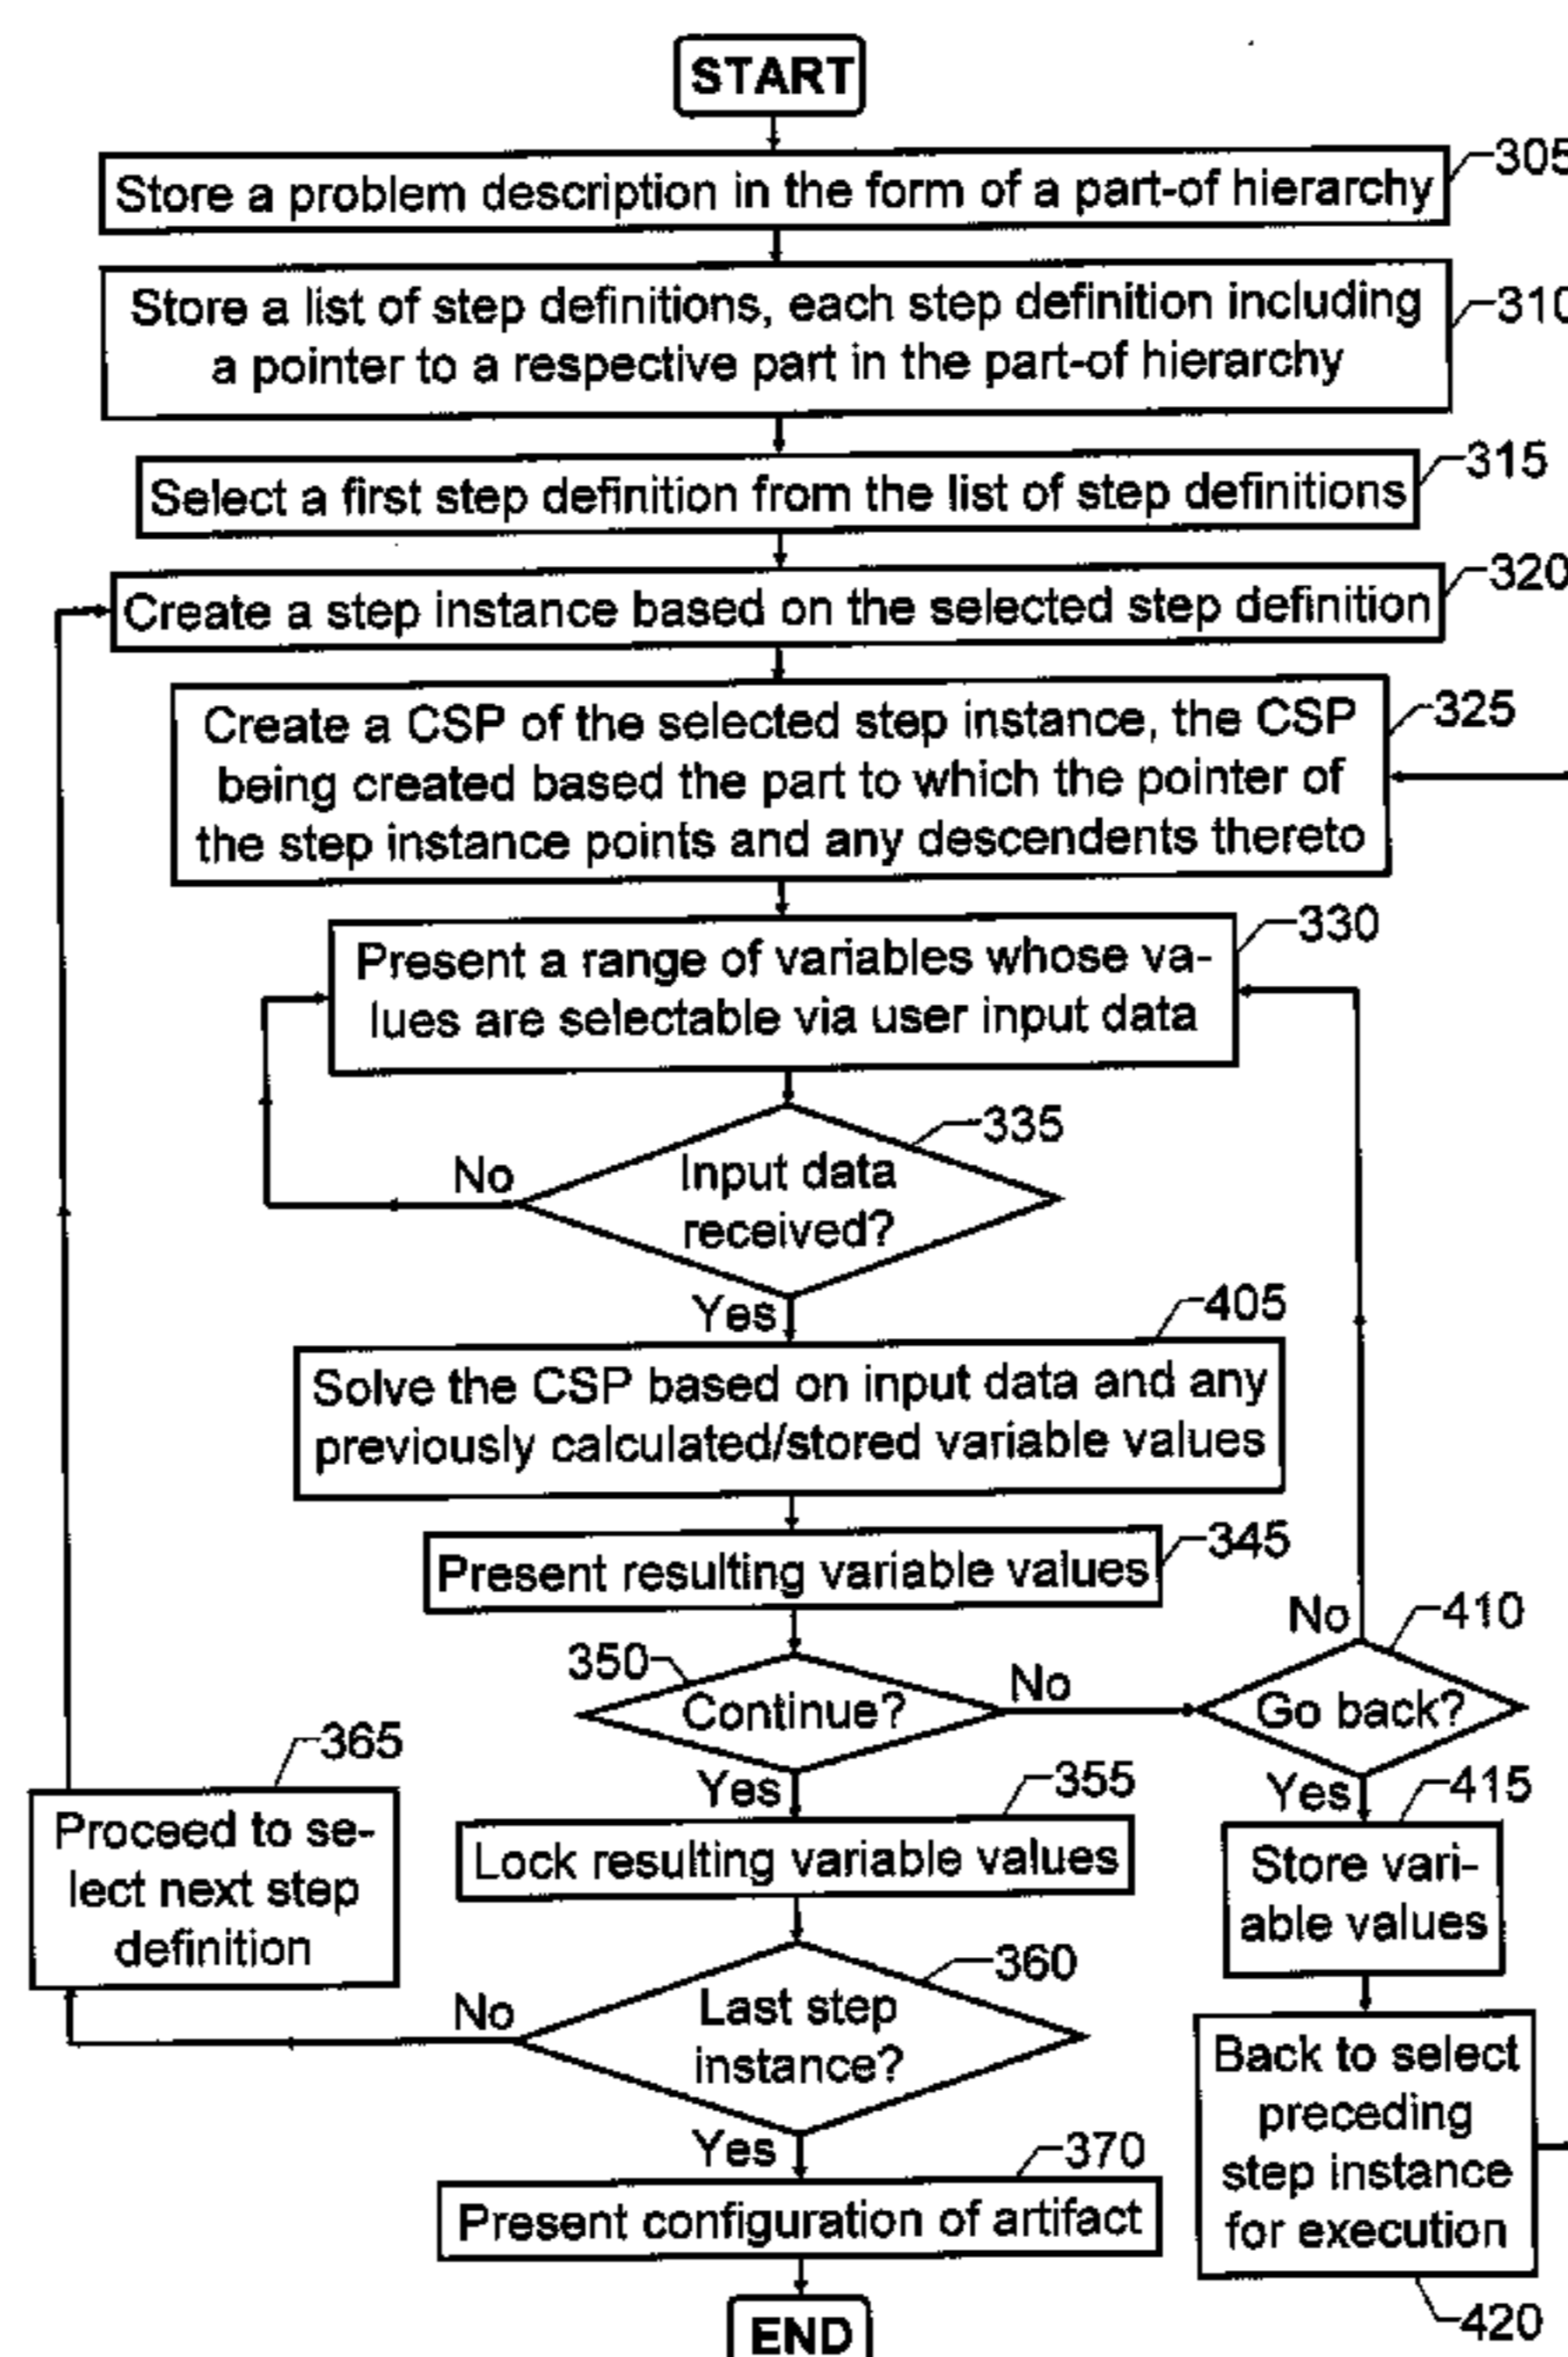 START
305
Store a problem description in the form of a part-of hierarchy
310
Store a list of step definitions, each step definition including
a pointer to a respective part in the part-of hierarchy
315
Select a first step definition from the list of step definitions
320
Create a step instance based on the selected step definition
325
Create a CSP of the selected step instance, the CSP
being created based the part to which the pointer of
the step instance points and any descendents thereto
330
Present a range of variables whose va-
lues are selectable via user input data
335
No
Input data
received?
Yes
405
Solve the CSP based on input data and any
previously calculated/stored variable values
345
Present resulting variable values
350
Continue?
No
No
410
Go back?
365
Proceed to se-
lect next step
definition
Yes
355
Lock resulting variable values
Yes
415
Store vari-
able values
360
No
Last step
instance?
Back to select
preceding
step instance
for execution
420
Yes
370
Present configuration of artifact
END